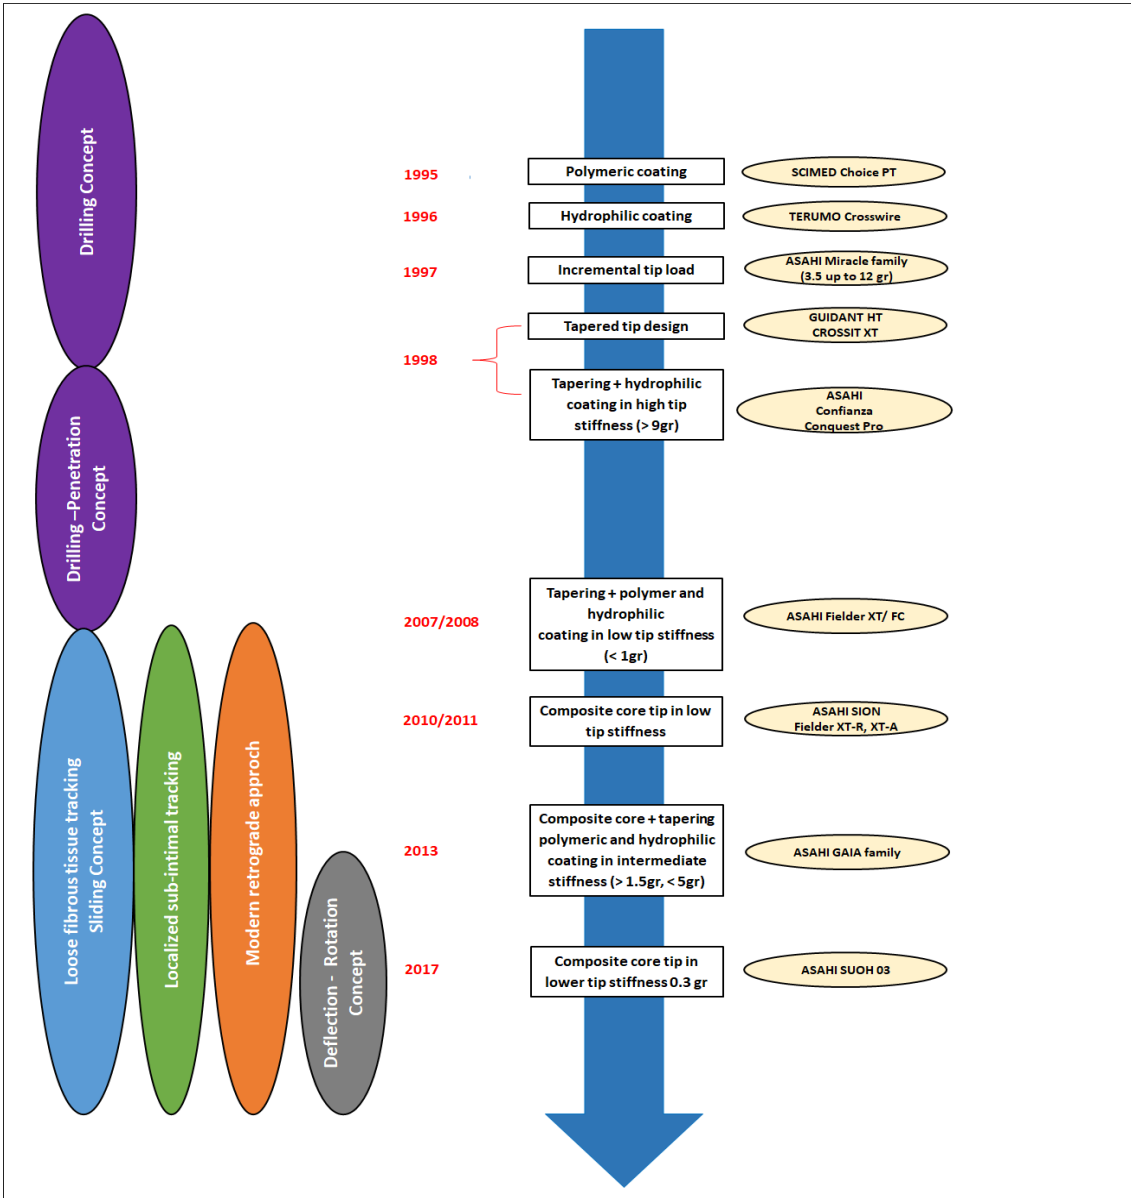 Drilling Concept
Drilling –Penetration
Concept
Loose fibrous tissue tracking
Sliding Concept
Localized sub-intimal tracking
Modern retrograde approch
Deflection - Rotation
Concept
1995
Polymeric coating
SCIMED Choice PT
1996
Hydrophilic coating
TERUMO Crosswire
1997
Incremental tip load
ASAHI Miracle family
(3.5 up to 12 gr)
1998
Tapered tip design
GUIDANT HT
CROSSIT XT
Tapering + hydrophilic
coating in high tip
stiffness (> 9gr)
ASAHI
Confianza
Conquest Pro
2007/2008
Tapering + polymer and
hydrophilic
coating in low tip stiffness
(< 1gr)
ASAHI Fielder XT/ FC
2010/2011
Composite core tip in low
tip stiffness
ASAHI SION
Fielder XT-R, XT-A
2013
Composite core + tapering
polymeric and hydrophilic
coating in intermediate
stiffness (> 1.5gr, < 5gr)
ASAHI GAIA family
2017
Composite core tip in
lower tip stiffness 0.3 gr
ASAHI SUOH 03